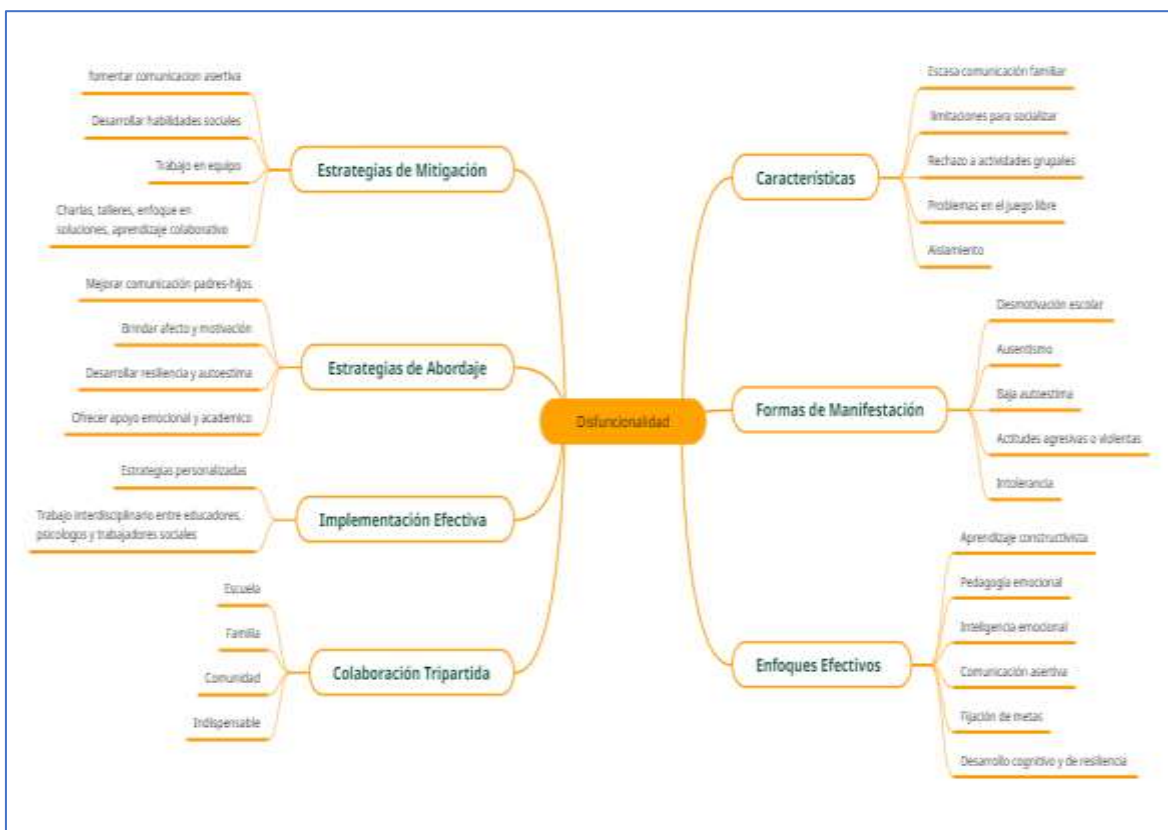 fomentar comunicacion asertiva
Desarrollar habilidades sociales
Trabajo en equipo
Charlas, talleres, enfoque en
soluciones, aprendizaje colaborativo
Estrategias de Mitigación
Mejorar comunicación padres-hijos
Brindar afecto y motivación
Desarrollar resiliencia y autoestima
Ofrecer apoyo emocional y academico
Estrategias de Abordaje
Estrategias personalizadas
Trabajo interdisciplinario entre educadores,
psicologos y trabajadores sociales
Implementación Efectiva
Escuela
Familia
Comunidad
Indispensable
Colaboración Tripartida
Disfuncionalidad
Características
Escasa comunicación familiar
limitaciones para socializar
Rechazo a actividades grupales
Problemas en el juego libre
Aislamiento
Formas de Manifestación
Desmotivación escolar
Ausentismo
Baja autoestima
Actitudes agresivas o violentas
Intolerancia
Enfoques Efectivos
Aprendizaje constructivista
Pedagogía emocional
Inteligencia emocional
Comunicación asertiva
Fijación de metas
Desarrollo cognitivo y de resiliencia